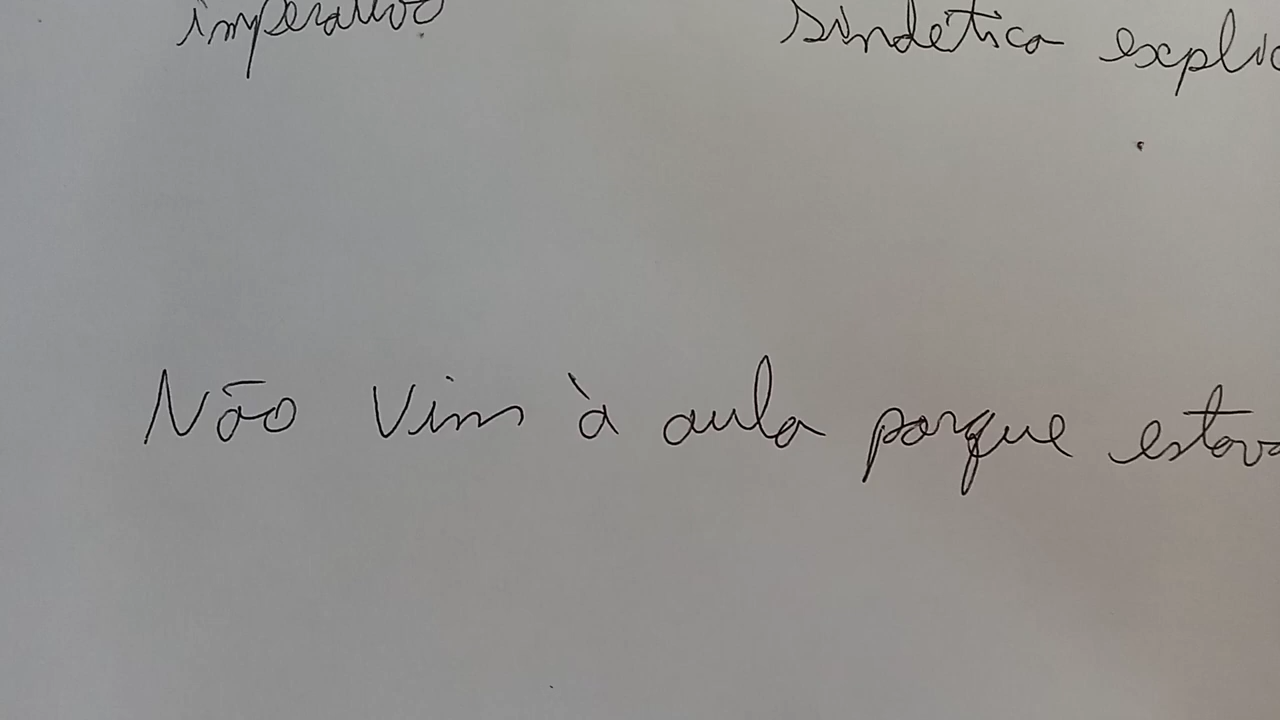 imperativo sindética explic
Não vim à aula porque estava